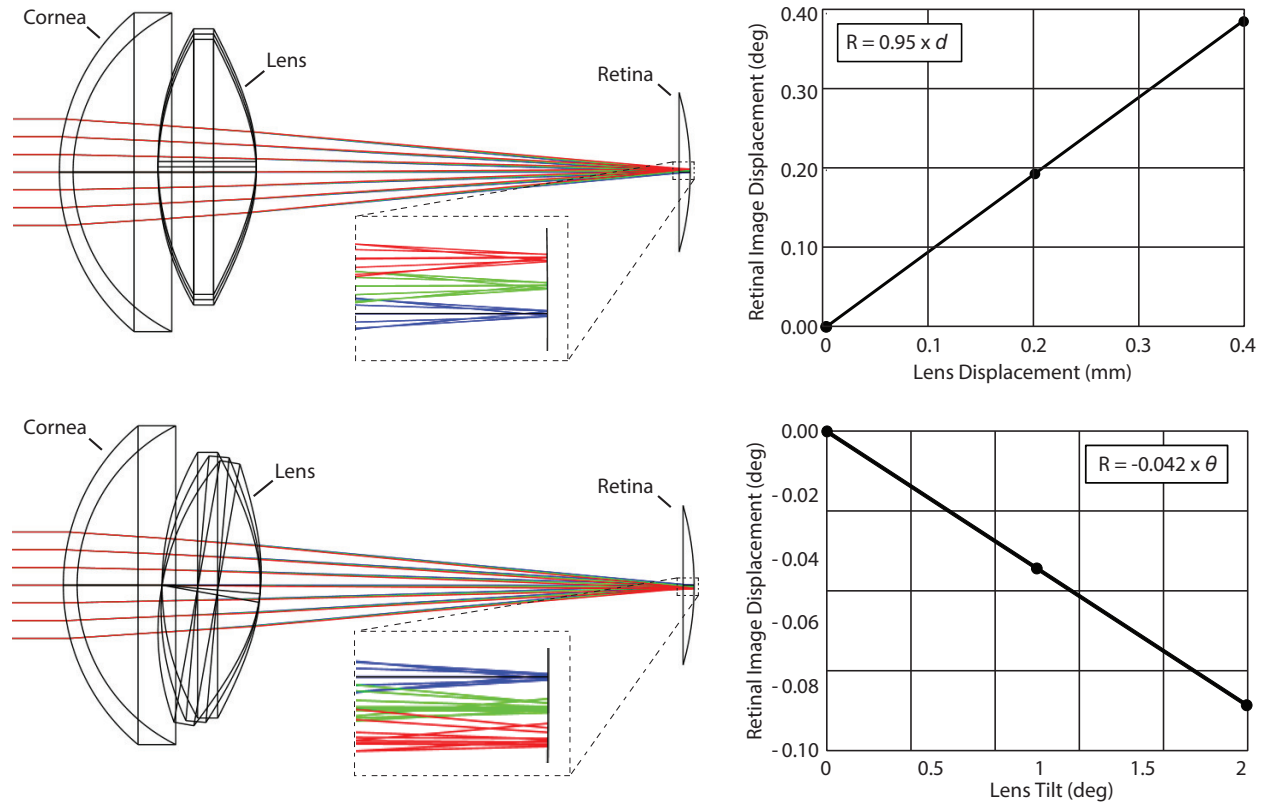 Cornea
Lens
Retina
Retinal Image Displacement (deg)
0.40
0.30
0.20
0.10
0.00
R = 0.95 x d
0
0.1
0.2
0.3
0.4
Lens Displacement (mm)
Cornea
Lens
Retina
Retinal Image Displacement (deg)
0.00
- 0.02
- 0.04
- 0.06
- 0.08
- 0.10
R = -0.042 x θ
0
0.5
1
1.5
2
Lens Tilt (deg)